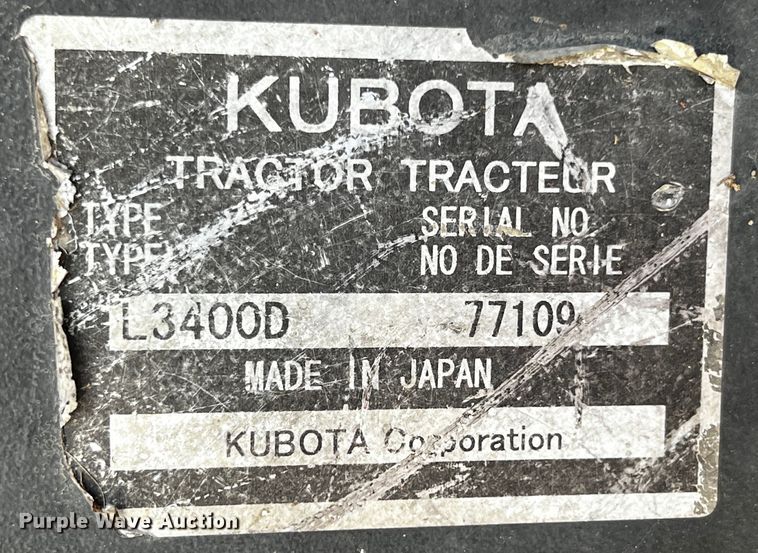 KUBOTA
TRACTOR TRACTEUR
TYPE SERIAL NO
TYPE NO DE SERIE
L3400D 77109
MADE IN JAPAN
KUBOTA Corporation
Purple Wave Auction